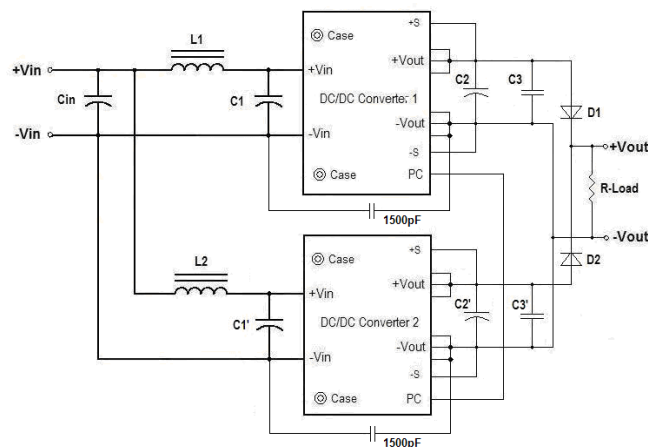 L1
+Vin
Cin
C1
-Vin
Case
+S
+Vin
+Vout
DC/DC Converter 1
-Vin
-Vout
-S
Case
PC
C2
C3
D1
+Vout
R-Load
-Vout
D2
1500pF
L2
C1'
Case
+S
+Vin
+Vout
DC/DC Converter 2
-Vin
-Vout
-S
Case
PC
C2'
C3'
1500pF